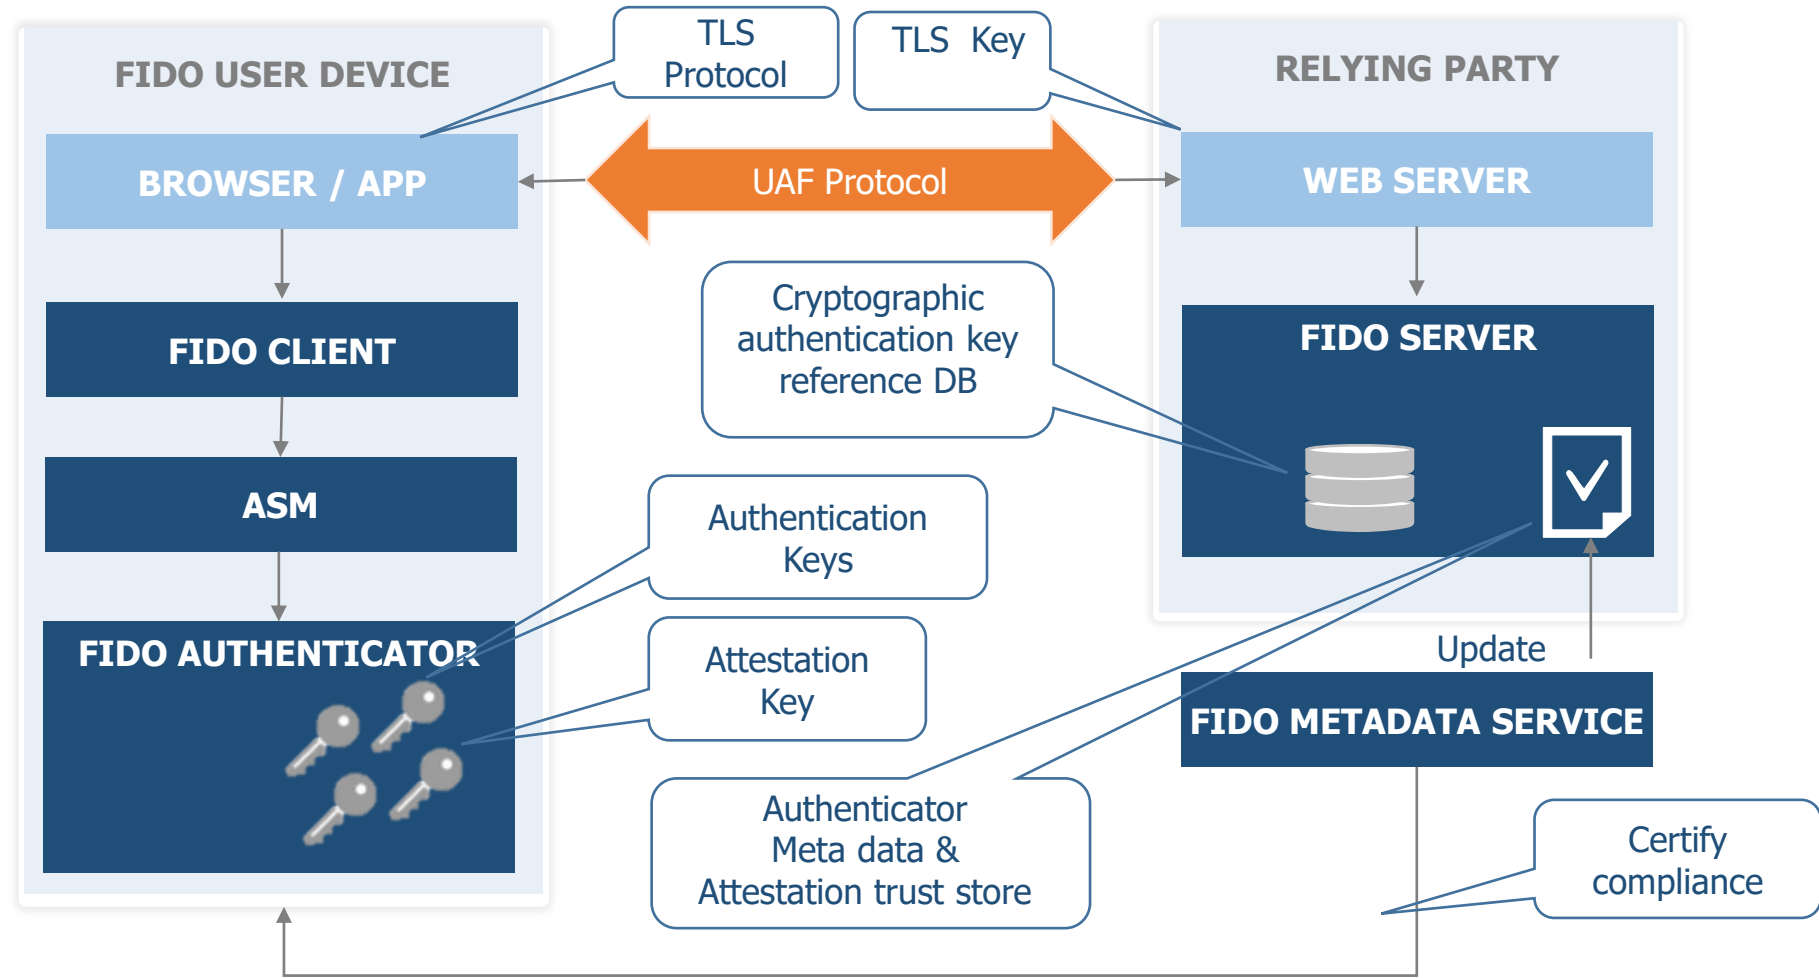 TLS
Protocol
TLS Key
FIDO USER DEVICE
RELYING PARTY
BROWSER / APP
UAF Protocol
WEB SERVER
Cryptographic
authentication key
reference DB
FIDO CLIENT
FIDO SERVER
ASM
Authentication
Keys
FIDO AUTHENTICATOR
Attestation
Key
Update
FIDO METADATA SERVICE
Authenticator
Meta data &
Attestation trust store
Certify
compliance